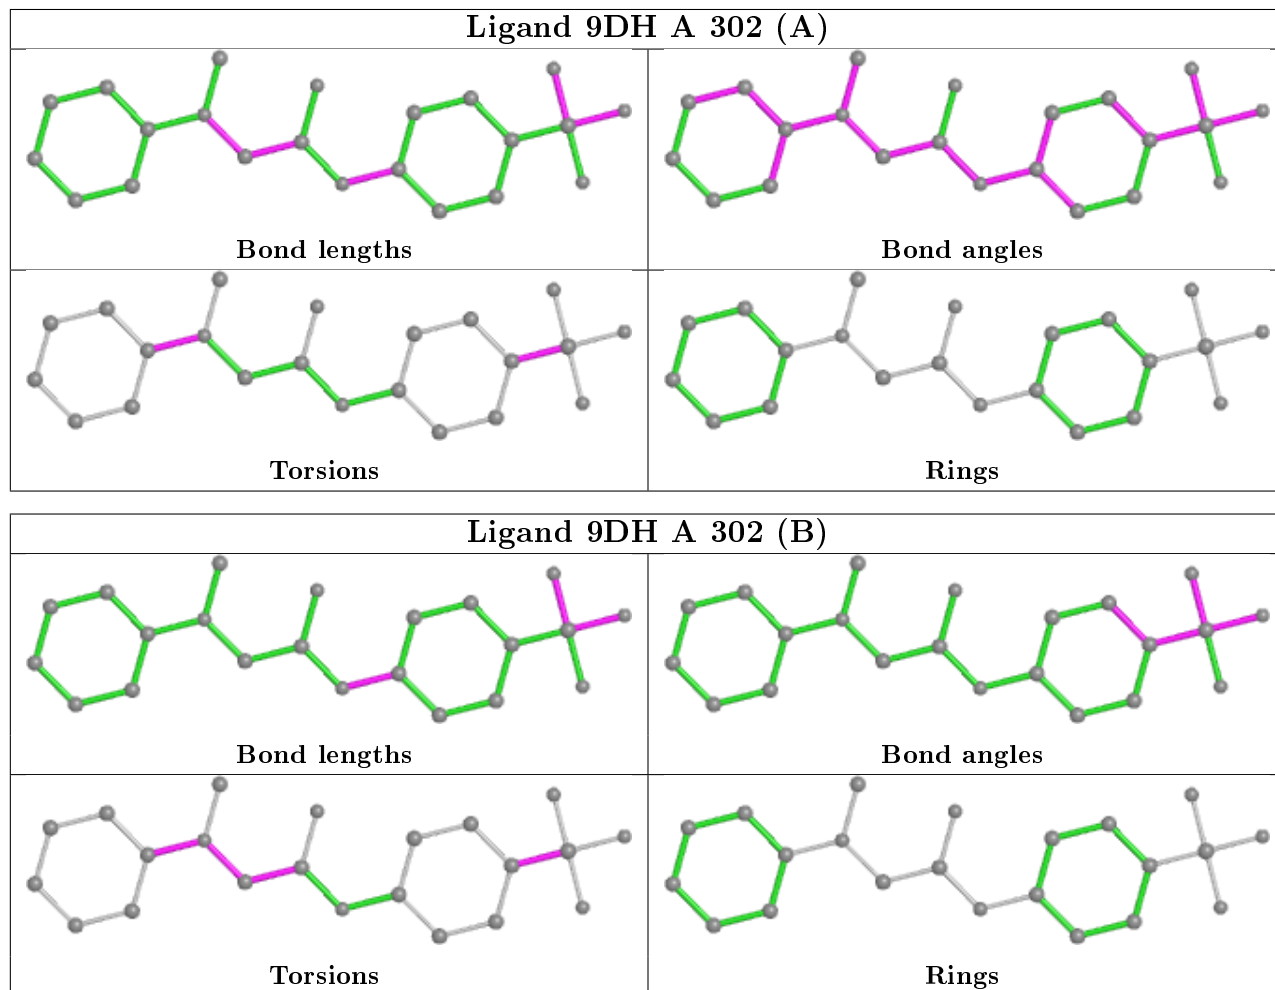 Ligand 9DH A 302 (A)
Bond lengths
Bond angles
Torsions
Rings
Ligand 9DH A 302 (B)
Bond lengths
Bond angles
Torsions
Rings